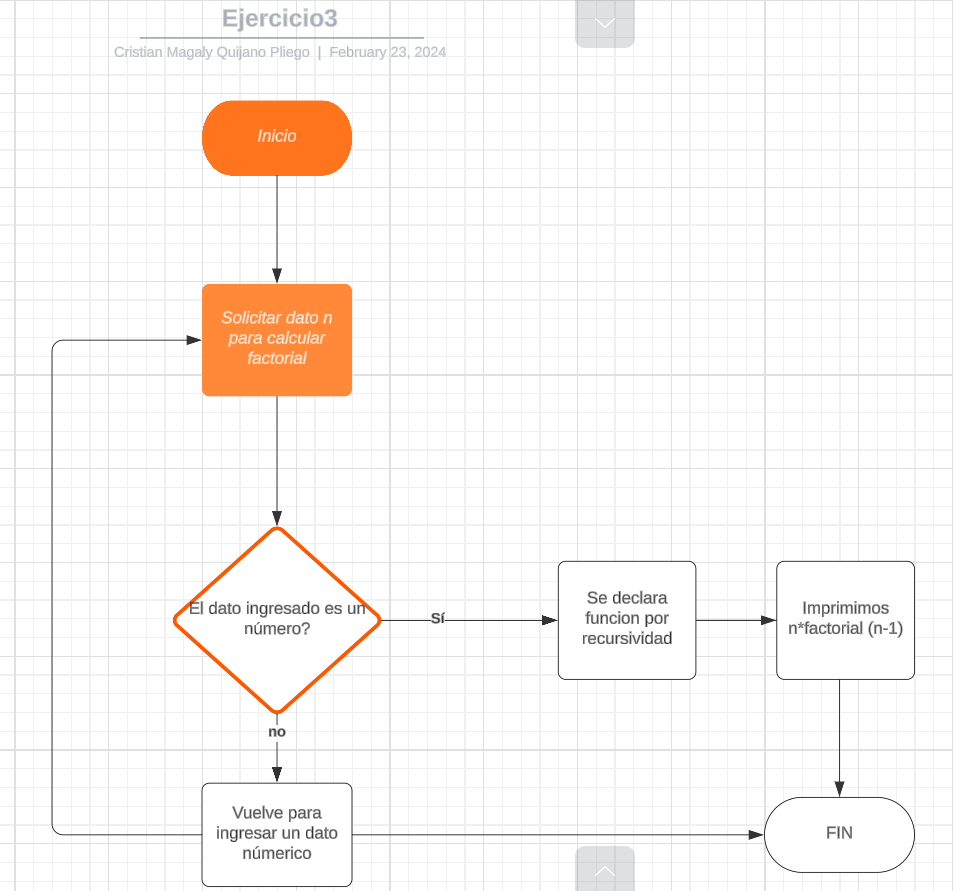 Ejercicio3
Cristian Magaly Quijano Pliego | February 23, 2024
Inicio
Solicitar dato n
para calcular
factorial
El dato ingresado es un
número?
Sí
Se declara
funcion por
recursividad
Imprimimos
n*factorial (n-1)
no
Vuelve para
ingresar un dato
númerico
FIN